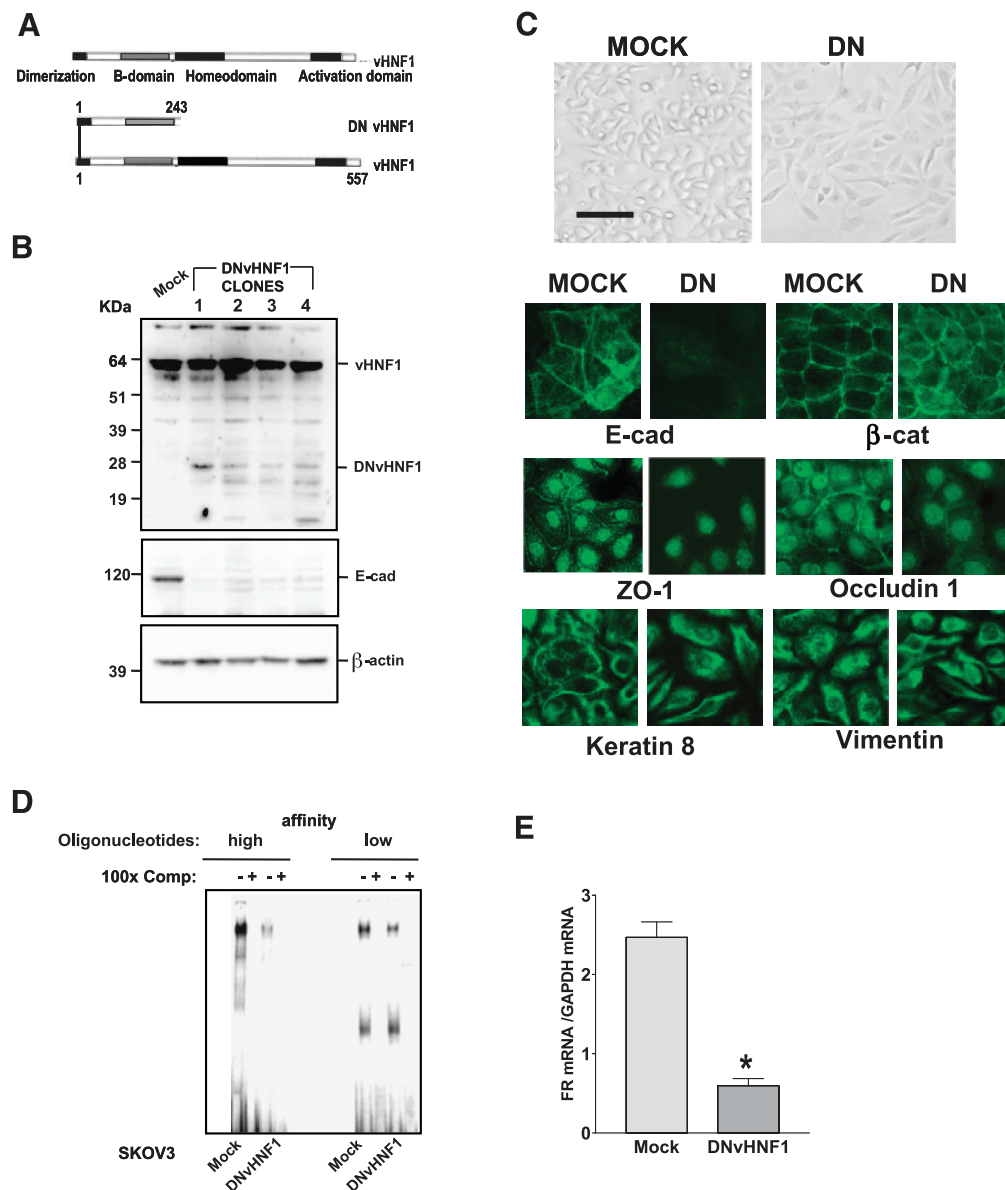 A
vHNF1
Dimerization B-domain Homeodomain Activation domain
1 243
DN vHNF1
vHNF1
1 557
B
Mock
DNvHNF1
CLONES
KDa 1 2 3 4
64 vHNF1
51
39
28 DNvHNF1
19
120 E-cad
39 β-actin
C
MOCK DN
MOCK DN MOCK DN
E-cad β-cat
ZO-1 Occludin 1
Keratin 8 Vimentin
D
affinity
Oligonucleotides: high low
100x Comp: - + - + - + - +
SKOV3 Mock DNvHNF1 Mock DNvHNF1
E
FR mRNA /GAPDH mRNA
3
2
1
0
*
Mock DNvHNF1